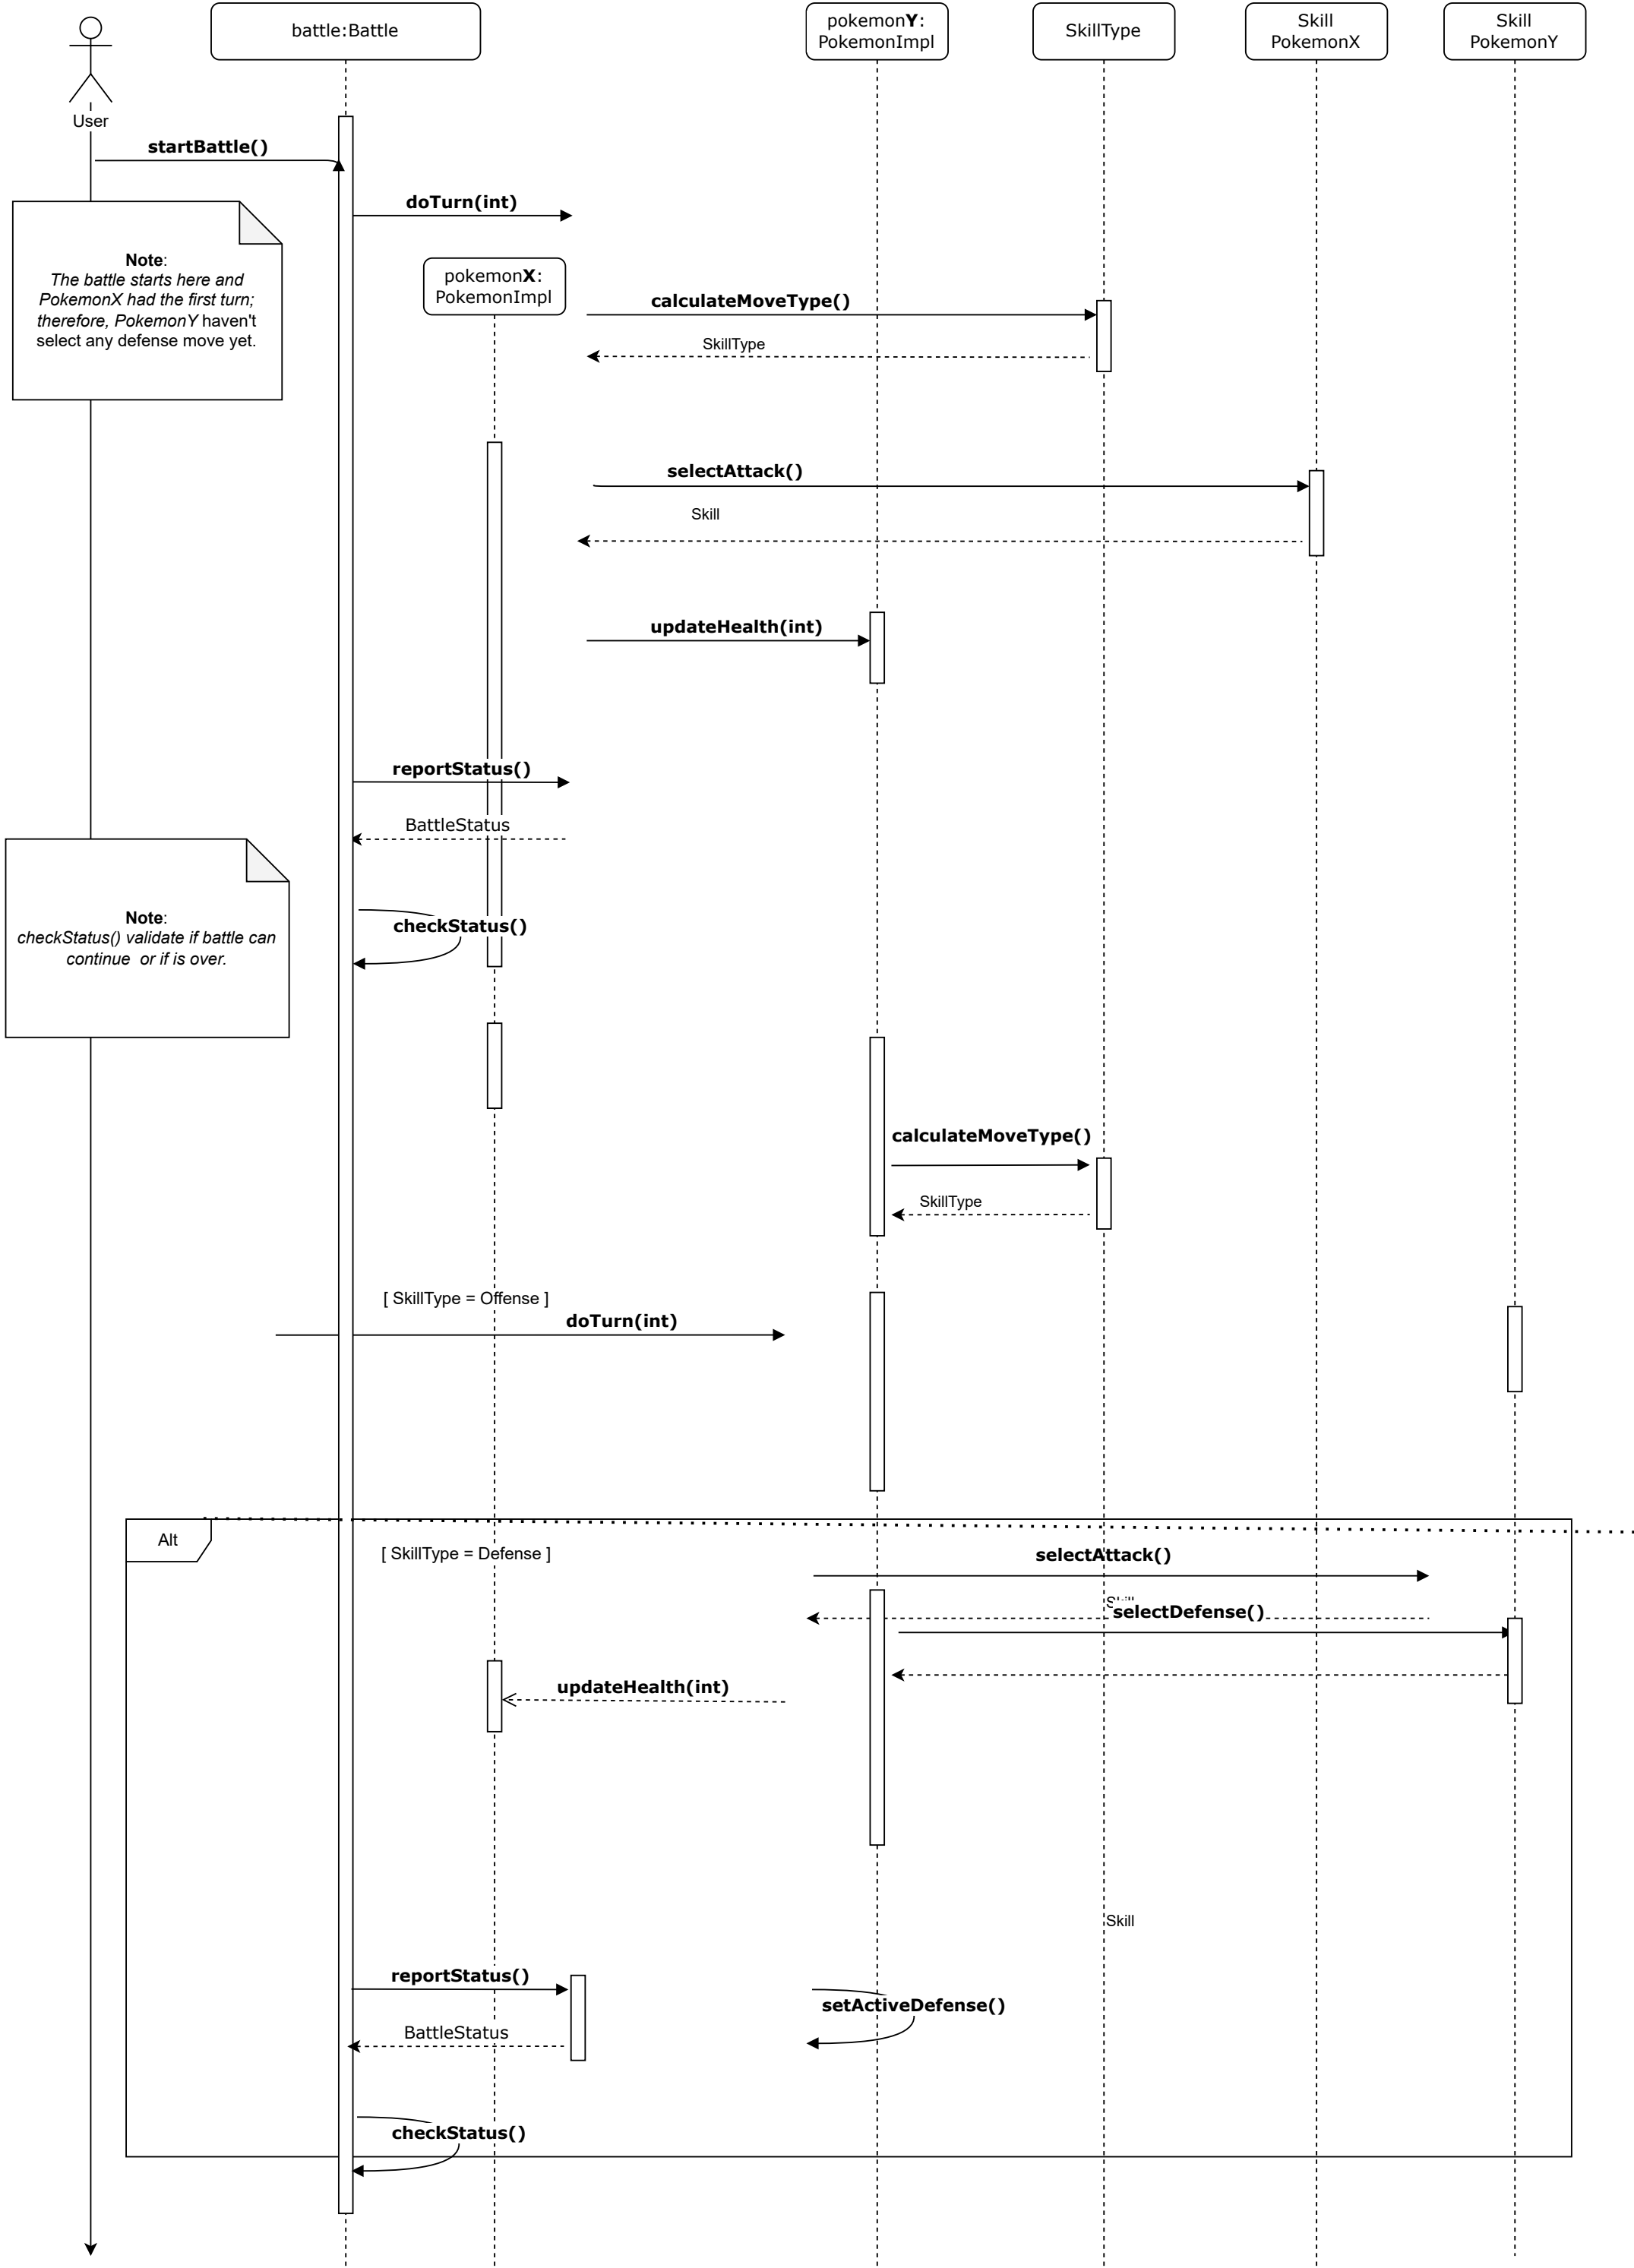 battle:Battle
pokemonY:
PokemonImpl
SkillType
Skill
PokemonX
Skill
PokemonY
User
startBattle()
doTurn(int)
Note:
The battle starts here and
PokemonX had the first turn;
therefore, PokemonY haven't
select any defense move yet.
pokemonX:
PokemonImpl
calculateMoveType()
SkillType
selectAttack()
Skill
updateHealth(int)
reportStatus()
BattleStatus
Note:
checkStatus() validate if battle can
continue or if is over.
checkStatus()
calculateMoveType()
SkillType
[ SkillType = Offense ]
doTurn(int)
Alt
[ SkillType = Defense ]
selectAttack()
selectDefense()
updateHealth(int)
Skill
reportStatus()
setActiveDefense()
BattleStatus
checkStatus()